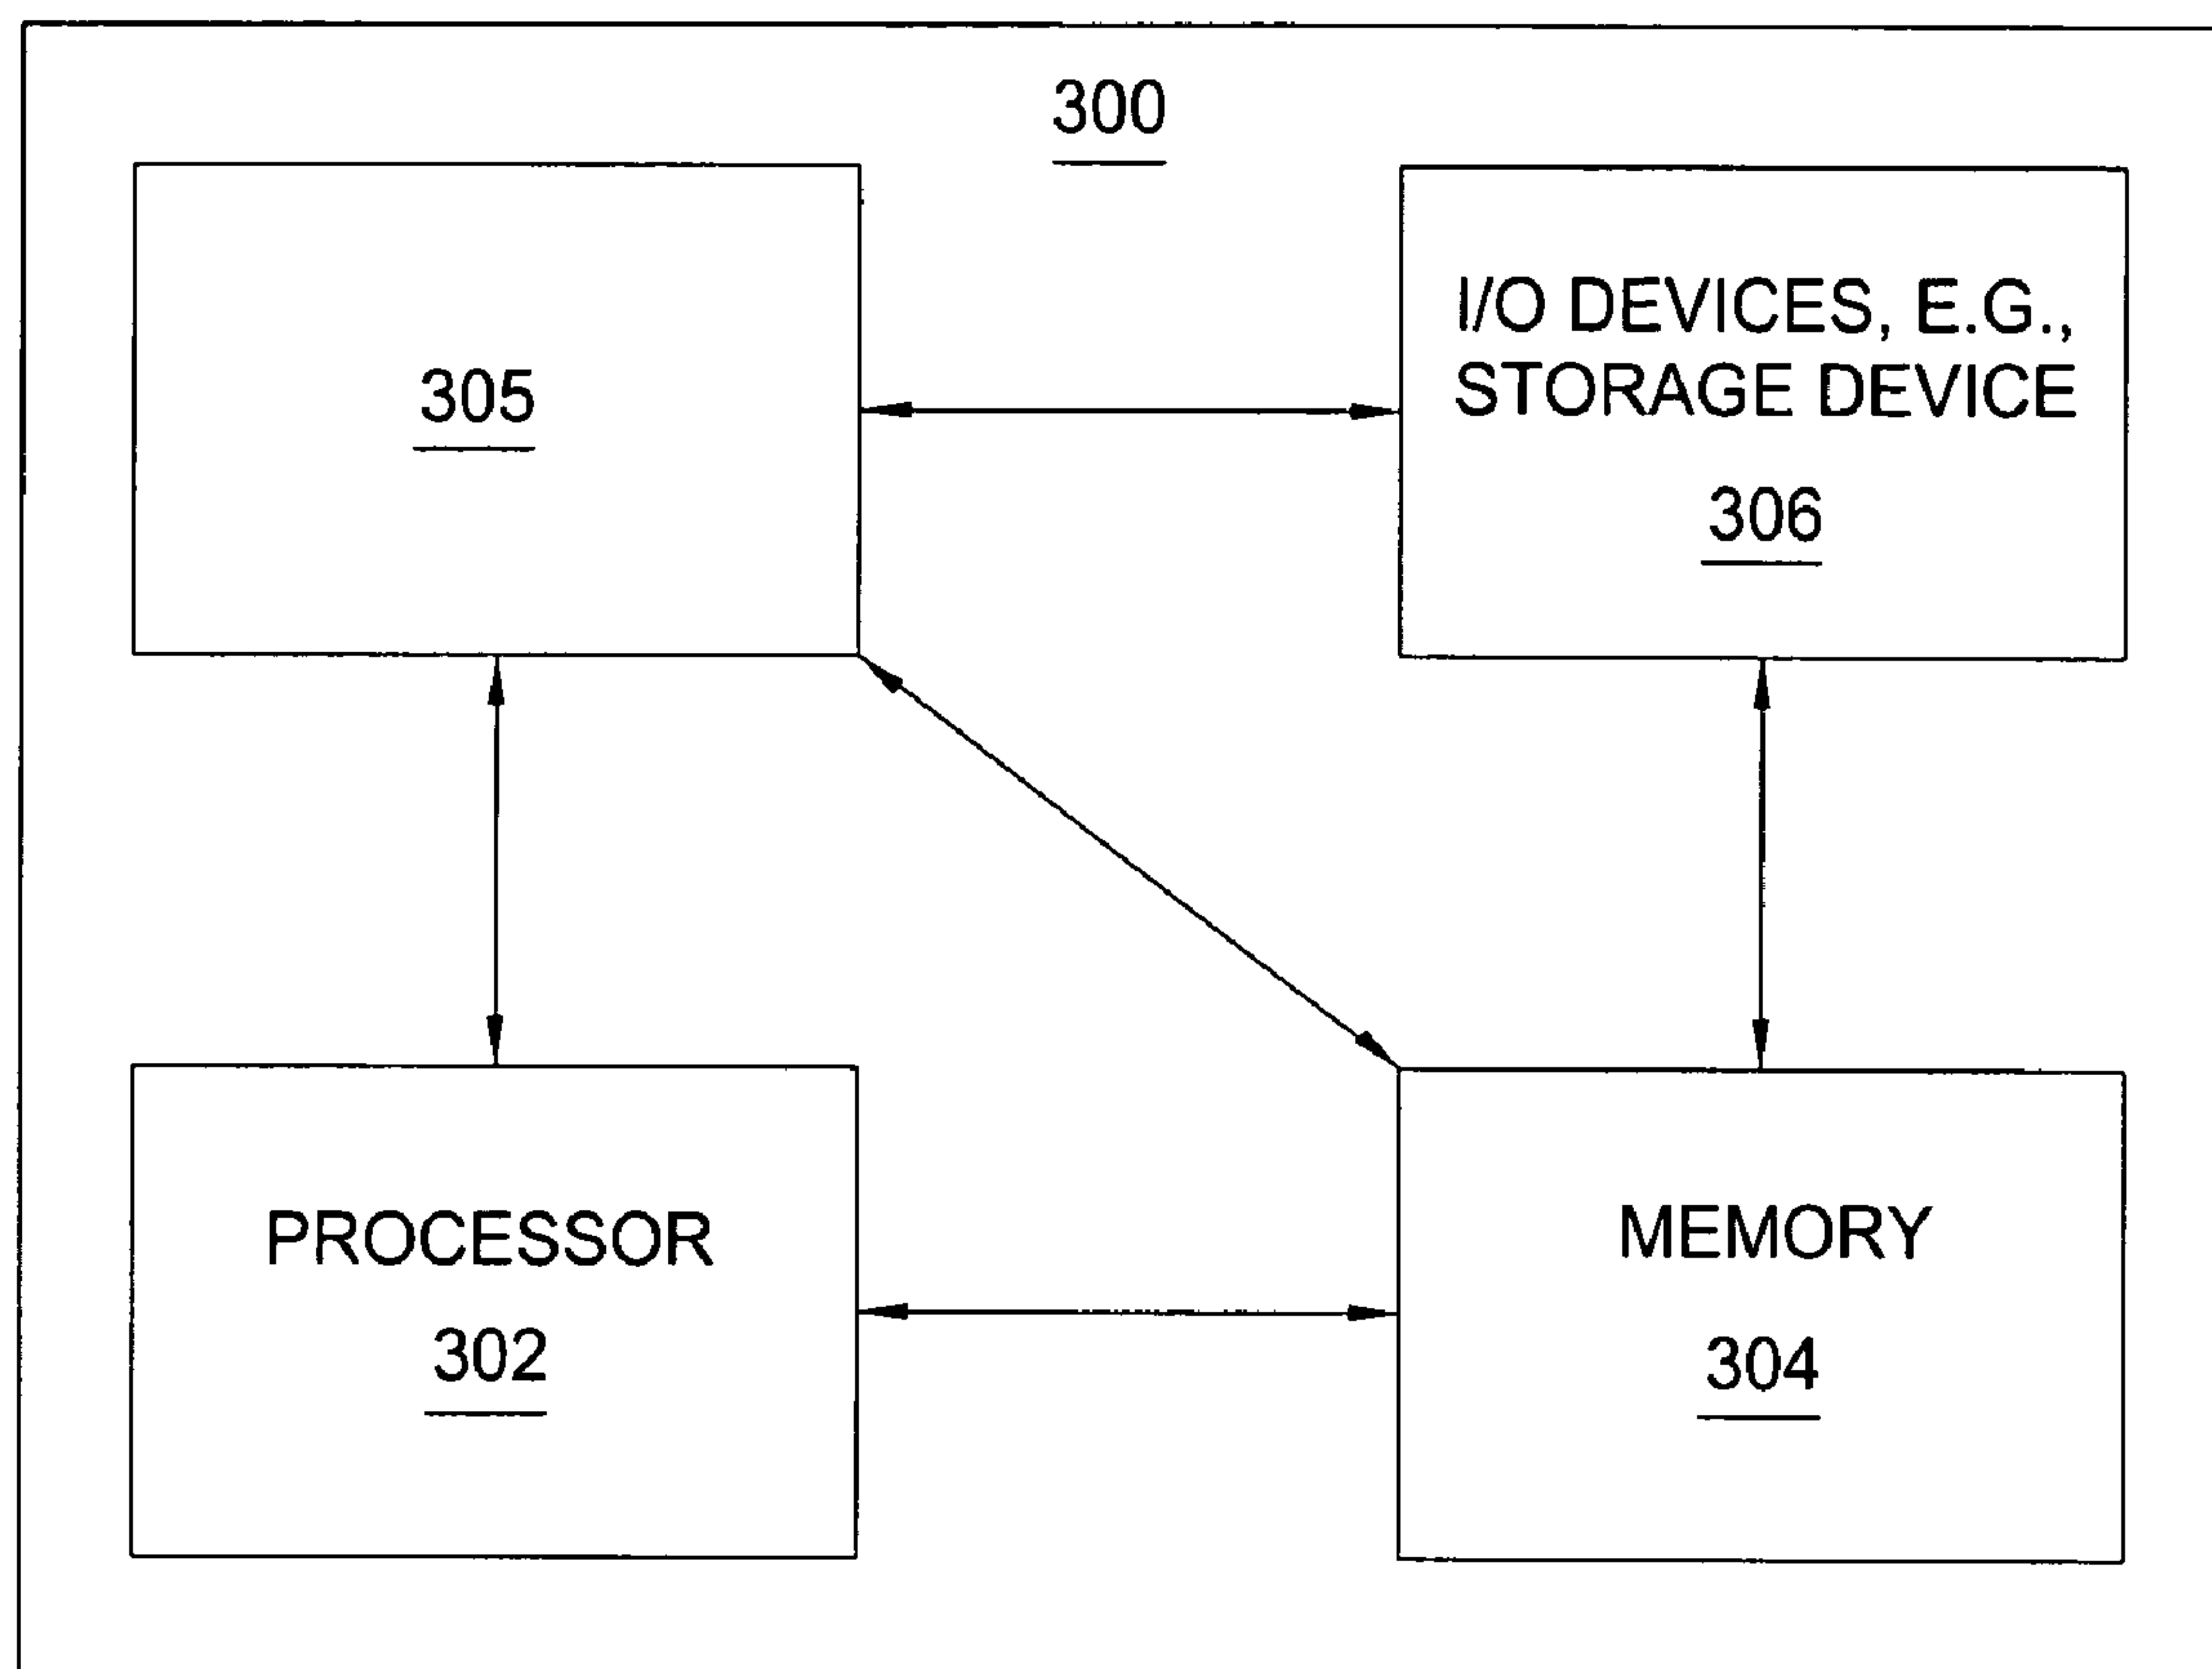 300
305
I/O DEVICES, E.G.,
STORAGE DEVICE
306
PROCESSOR
302
MEMORY
304